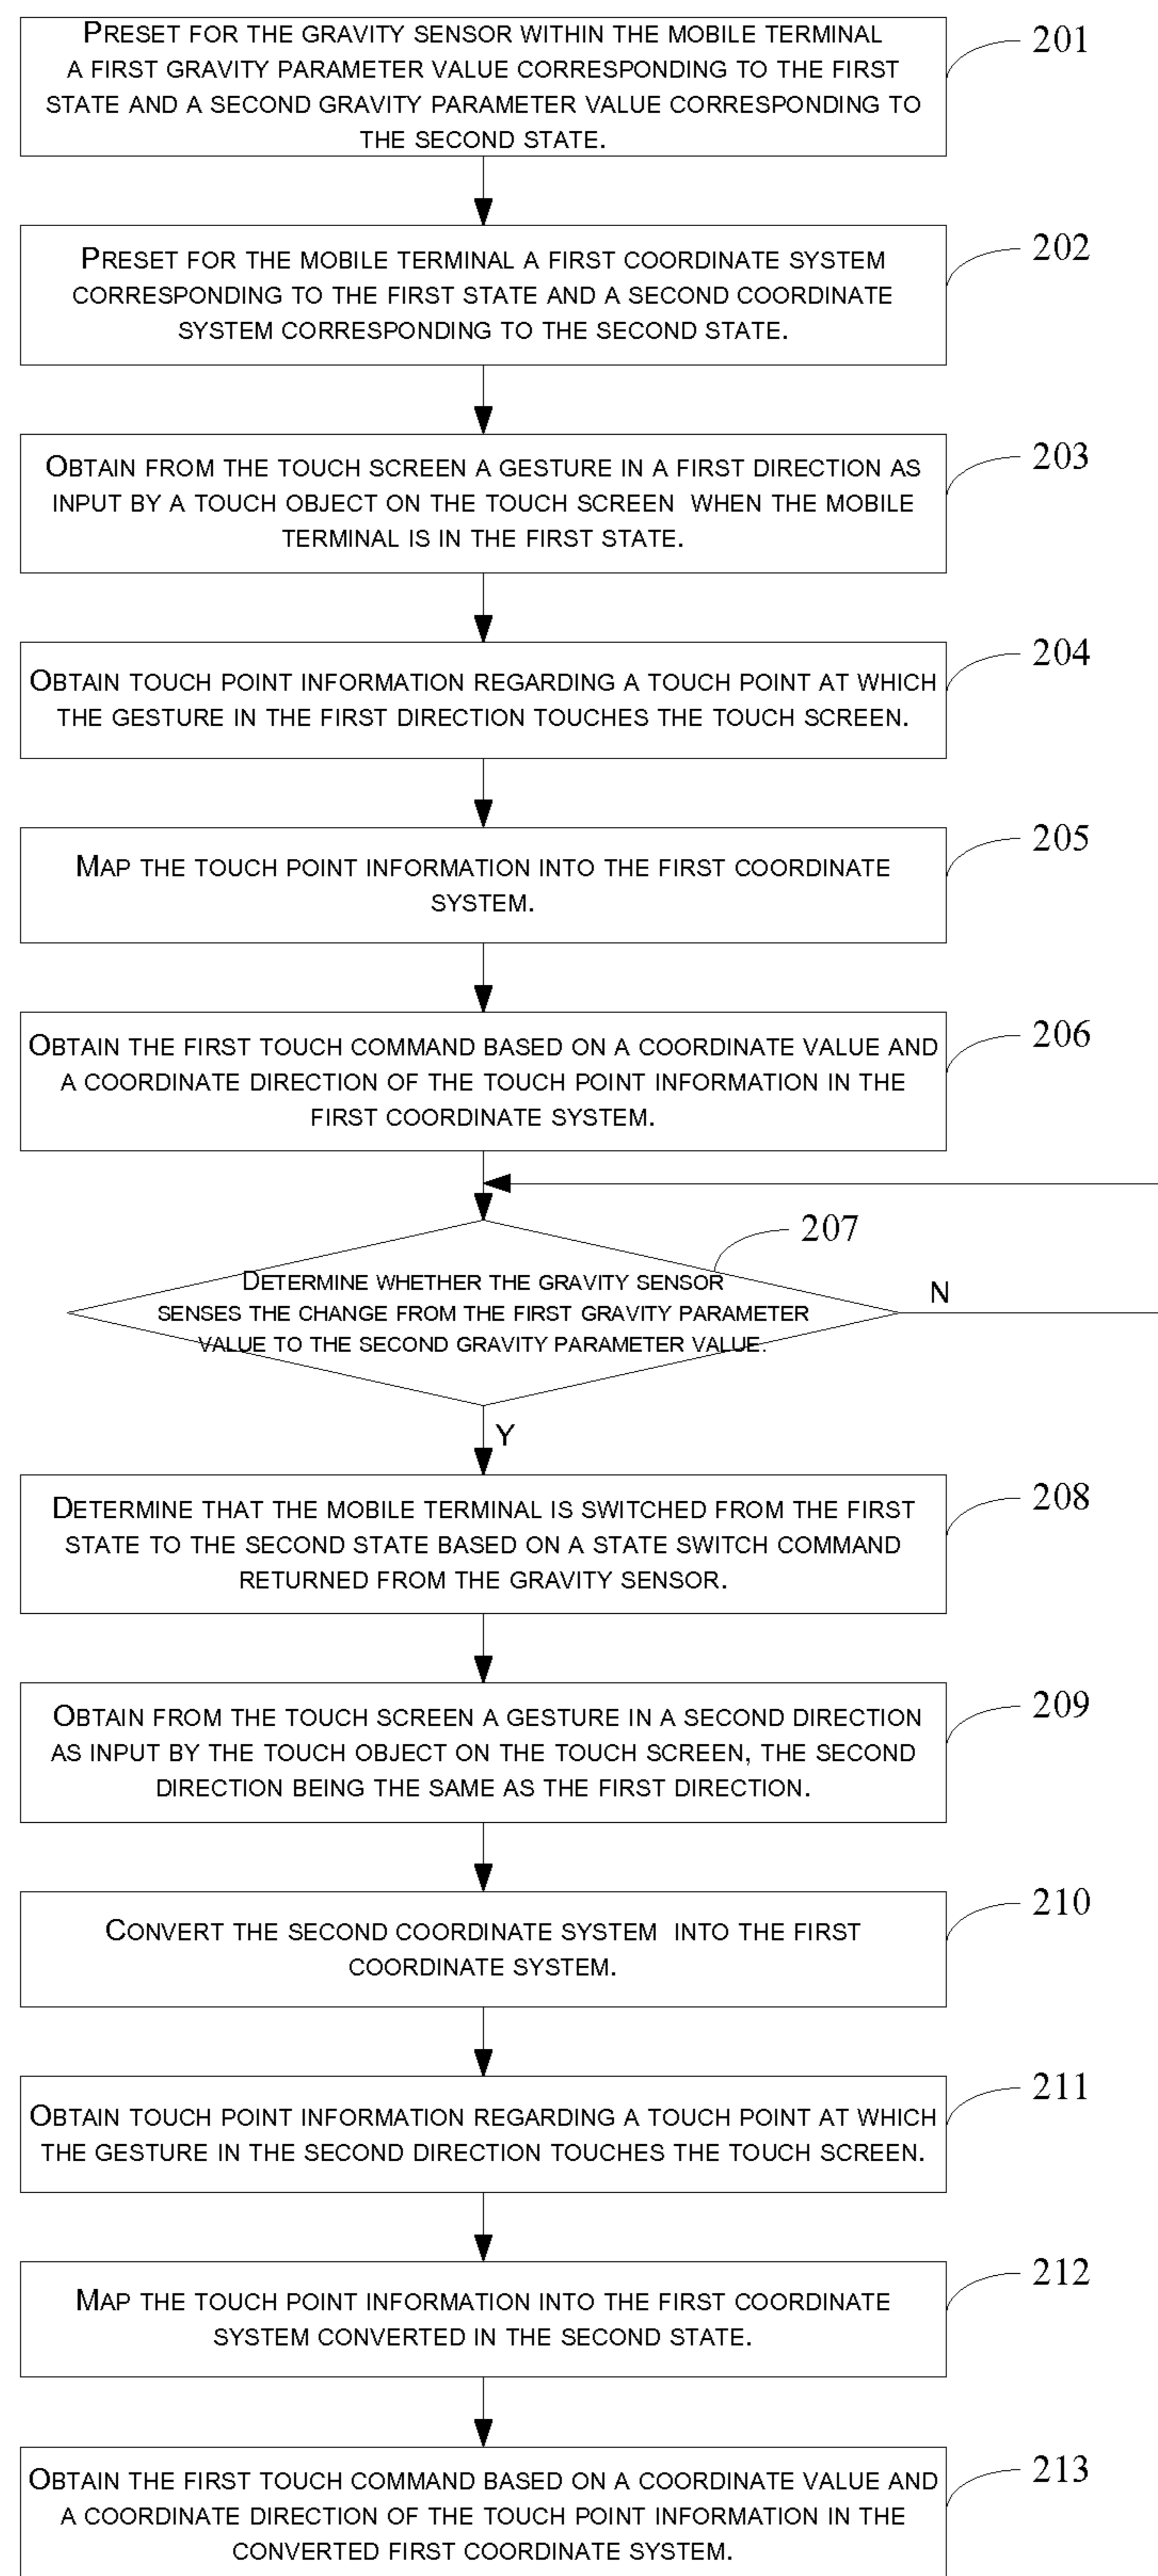 PRESET FOR THE GRAVITY SENSOR WITHIN THE MOBILE TERMINAL
A FIRST GRAVITY PARAMETER VALUE CORRESPONDING TO THE FIRST
STATE AND A SECOND GRAVITY PARAMETER VALUE CORRESPONDING TO
THE SECOND STATE.
201
PRESET FOR THE MOBILE TERMINAL A FIRST COORDINATE SYSTEM
CORRESPONDING TO THE FIRST STATE AND A SECOND COORDINATE
SYSTEM CORRESPONDING TO THE SECOND STATE.
202
OBTAIN FROM THE TOUCH SCREEN A GESTURE IN A FIRST DIRECTION AS
INPUT BY A TOUCH OBJECT ON THE TOUCH SCREEN WHEN THE MOBILE
TERMINAL IS IN THE FIRST STATE.
203
OBTAIN TOUCH POINT INFORMATION REGARDING A TOUCH POINT AT WHICH
THE GESTURE IN THE FIRST DIRECTION TOUCHES THE TOUCH SCREEN.
204
MAP THE TOUCH POINT INFORMATION INTO THE FIRST COORDINATE
SYSTEM.
205
OBTAIN THE FIRST TOUCH COMMAND BASED ON A COORDINATE VALUE AND
A COORDINATE DIRECTION OF THE TOUCH POINT INFORMATION IN THE
FIRST COORDINATE SYSTEM.
206
207
DETERMINE WHETHER THE GRAVITY SENSOR
SENSES THE CHANGE FROM THE FIRST GRAVITY PARAMETER
VALUE TO THE SECOND GRAVITY PARAMETER VALUE.
N
Y
DETERMINE THAT THE MOBILE TERMINAL IS SWITCHED FROM THE FIRST
STATE TO THE SECOND STATE BASED ON A STATE SWITCH COMMAND
RETURNED FROM THE GRAVITY SENSOR.
208
OBTAIN FROM THE TOUCH SCREEN A GESTURE IN A SECOND DIRECTION
AS INPUT BY THE TOUCH OBJECT ON THE TOUCH SCREEN, THE SECOND
DIRECTION BEING THE SAME AS THE FIRST DIRECTION.
209
CONVERT THE SECOND COORDINATE SYSTEM INTO THE FIRST
COORDINATE SYSTEM.
210
OBTAIN TOUCH POINT INFORMATION REGARDING A TOUCH POINT AT WHICH
THE GESTURE IN THE SECOND DIRECTION TOUCHES THE TOUCH SCREEN.
211
MAP THE TOUCH POINT INFORMATION INTO THE FIRST COORDINATE
SYSTEM CONVERTED IN THE SECOND STATE.
212
OBTAIN THE FIRST TOUCH COMMAND BASED ON A COORDINATE VALUE AND
A COORDINATE DIRECTION OF THE TOUCH POINT INFORMATION IN THE
CONVERTED FIRST COORDINATE SYSTEM.
213